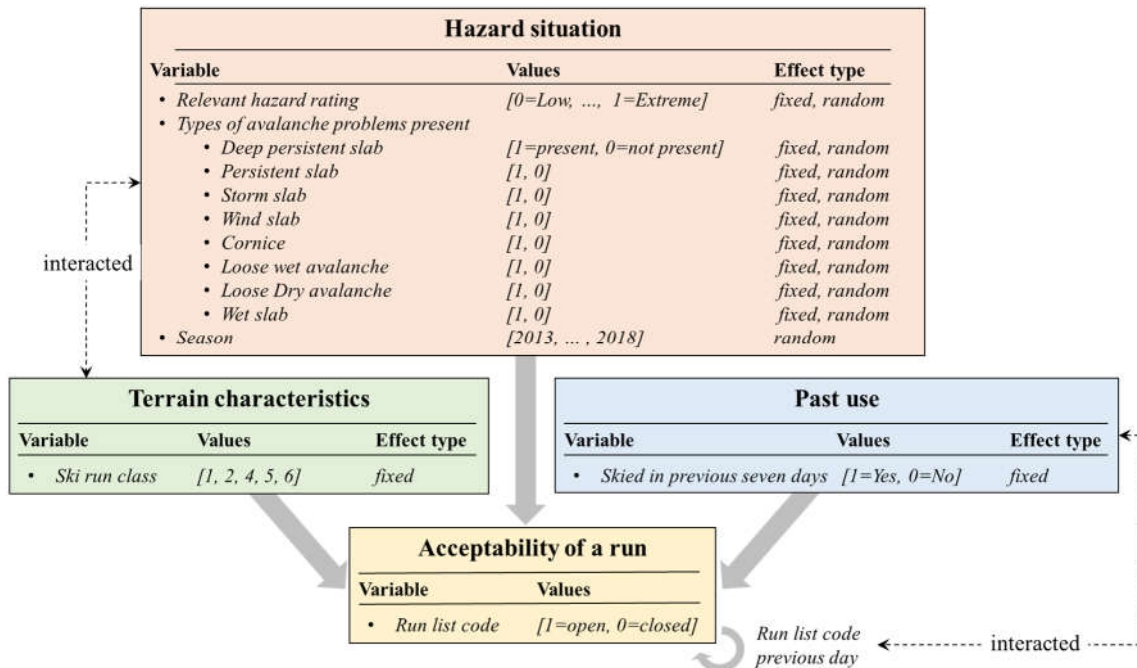 Hazard situation
Variable Values Effect type
• Relevant hazard rating [0=Low, ..., 1=Extreme] fixed, random
• Types of avalanche problems present
• Deep persistent slab [1=present, 0=not present] fixed, random
• Persistent slab [1, 0] fixed, random
• Storm slab [1, 0] fixed, random
• Wind slab [1, 0] fixed, random
• Cornice [1, 0] fixed, random
• Loose wet avalanche [1, 0] fixed, random
• Loose Dry avalanche [1, 0] fixed, random
• Wet slab [1, 0] fixed, random
• Season [2013, ... , 2018] random
interacted
Terrain characteristics
Variable Values Effect type
• Ski run class [1, 2, 4, 5, 6] fixed
Past use
Variable Values Effect type
• Skied in previous seven days [1=Yes, 0=No] fixed
Acceptability of a run
Variable Values
• Run list code [1=open, 0=closed]
Run list code
previous day
interacted